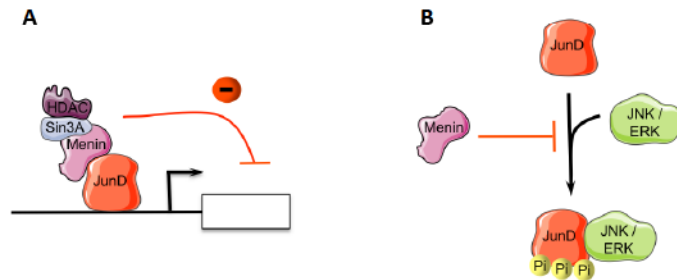 A
HDAC
Sin3A
Menin
JunD
B
JunD
Menin
JNK /
ERK
JunD
JNK /
ERK
Pi Pi Pi